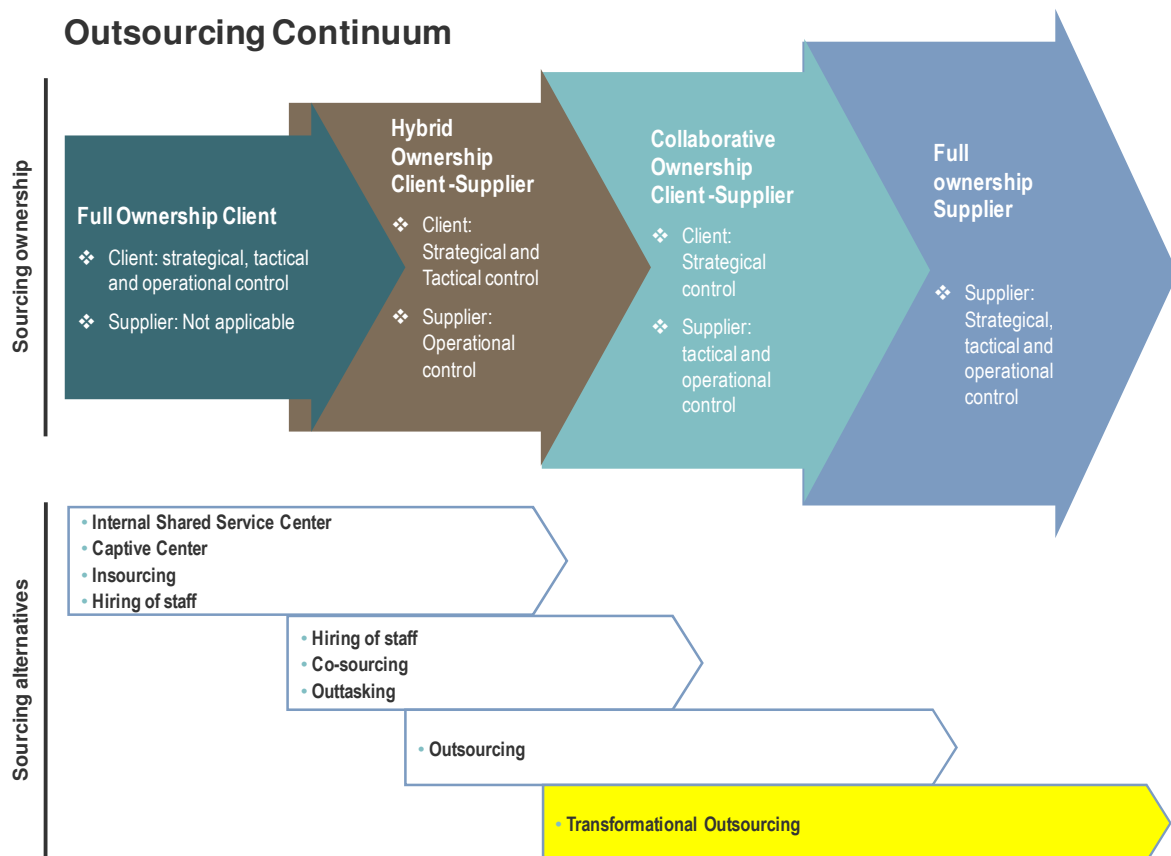 Outsourcing Continuum
Sourcing ownership
Full Ownership Client
❖ Client: strategical, tactical
and operational control
❖ Supplier: Not applicable
Hybrid
Ownership
Client -Supplier
❖ Client:
Strategical and
Tactical control
❖ Supplier:
Operational
control
Collaborative
Ownership
Client -Supplier
❖ Client:
Strategical
control
❖ Supplier:
tactical and
operational
control
Full
ownership
Supplier
❖ Supplier:
Strategical,
tactical and
operational
control
Sourcing alternatives
• Internal Shared Service Center
• Captive Center
• Insourcing
• Hiring of staff
• Hiring of staff
• Co-sourcing
• Outtasking
• Outsourcing
• Transformational Outsourcing